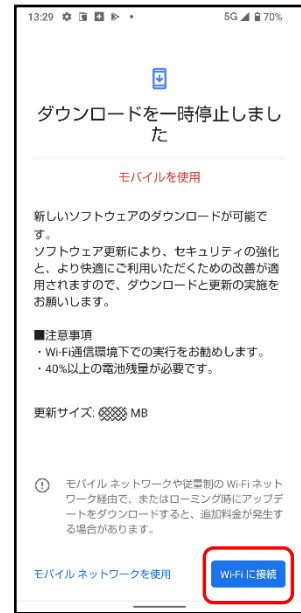 13:29 5G 70%
ダウンロードを一時停止しまし
た
モバイルを使用
新しいソフトウェアのダウンロードが可能で
す。
ソフトウェア更新により、セキュリティの強化
と、より快適にご利用いただくための改善が適
用されますので、ダウンロードと更新の実施を
お願いします。
■注意事項
・Wi-Fi通信環境下での実行をお勧めします。
・40%以上の電池残量が必要です。
更新サイズ: MB
モバイル ネットワークや従量制の Wi-Fi ネット
ワーク経由で、またはローミング時にアップデ
ートをダウンロードすると、追加料金が発生す
る場合があります。
モバイル ネットワークを使用 Wi-Fi に接続